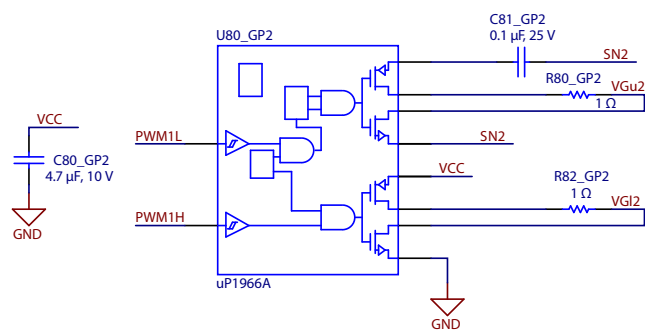 C81_GP2
0.1 µF, 25 V
SN2
U80_GP2
R80_GP2
VGu2
1 Ω
VCC
C80_GP2
4.7 µF, 10 V
GND
PWM1L
SN2
VCC
R82_GP2
1 Ω
VGl2
PWM1H
uP1966A
GND